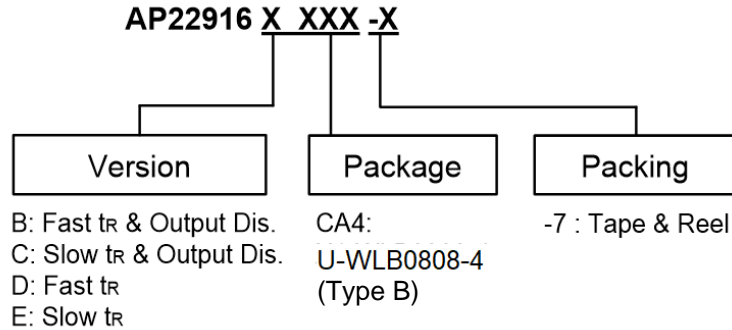 AP22916 X XXX -X
Version
Package
Packing
B: Fast tR & Output Dis.
C: Slow tR & Output Dis.
D: Fast tR
E: Slow tR
CA4:
U-WLB0808-4
(Type B)
-7 : Tape & Reel